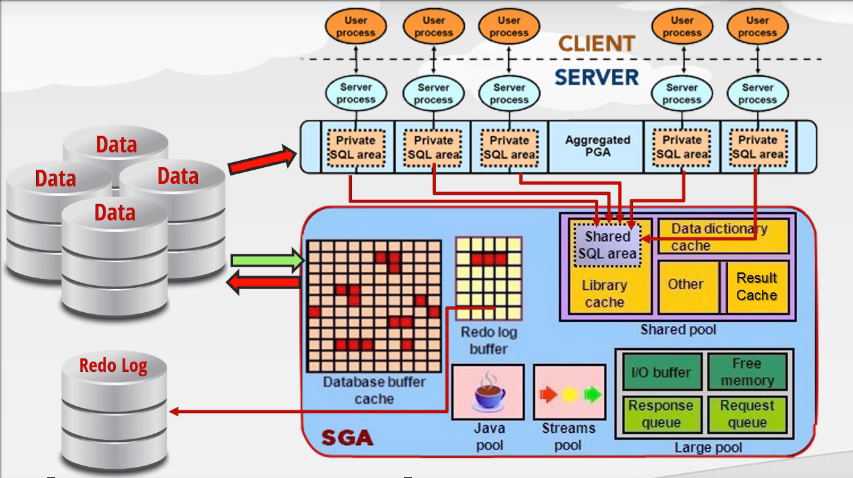 User
process
User
process
User
process
User
process
User
process
CLIENT
SERVER
Server
process
Server
process
Server
process
Server
process
Server
process
Private
SQL area
Private
SQL area
Private
SQL area
Aggregated
PGA
Private
SQL area
Private
SQL area
Data
Data
Data
Data
Redo Log
Database buffer
cache
Redo log
buffer
Shared
SQL area
Library
cache
Data dictionary
cache
Other
Result
Cache
Shared pool
Java
pool
Streams
pool
I/O buffer
Free
memory
Response
queue
Request
queue
Large pool
SGA